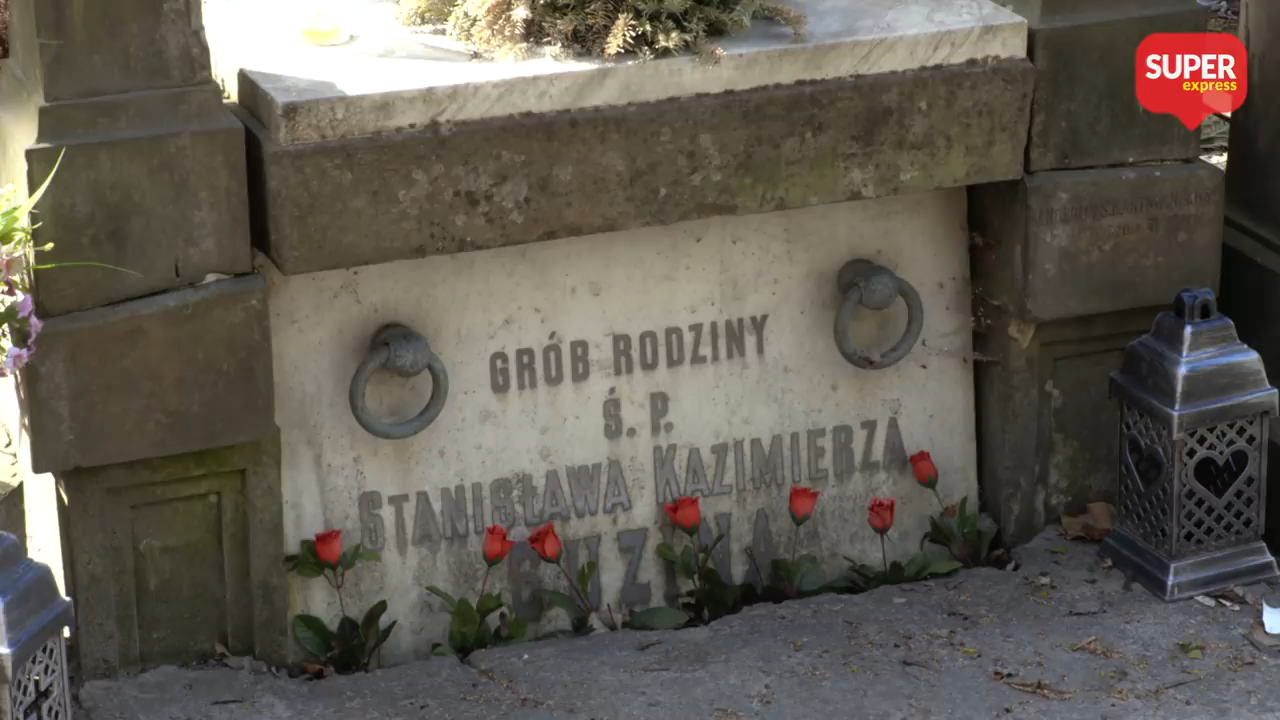 SUPER
express
GRÓB RODZINY
Ś. P.
STANISŁAWA KAZIMIERZA